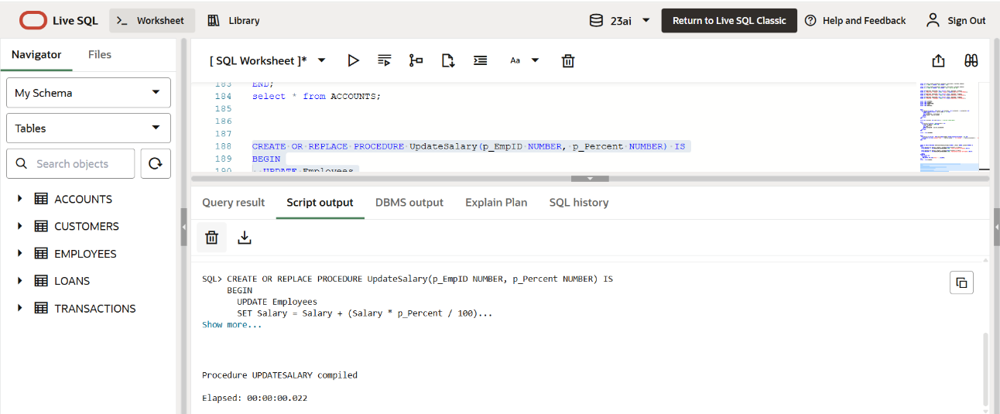 Live SQL
>_ Worksheet
Library
23ai
Return to Live SQL Classic
Help and Feedback
Sign Out
Navigator
Files
My Schema
Tables
Search objects
ACCOUNTS
CUSTOMERS
EMPLOYEES
LOANS
TRANSACTIONS
[ SQL Worksheet ]*
Aa
183 END;
184 select * from ACCOUNTS;
185
186
187
188 CREATE OR REPLACE PROCEDURE UpdateSalary(p_EmpID NUMBER, p_Percent NUMBER) IS
189 BEGIN
190 UPDATE Employees
Query result
Script output
DBMS output
Explain Plan
SQL history
SQL> CREATE OR REPLACE PROCEDURE UpdateSalary(p_EmpID NUMBER, p_Percent NUMBER) IS
BEGIN
UPDATE Employees
SET Salary = Salary + (Salary * p_Percent / 100)...
Show more...
Procedure UPDATESALARY compiled
Elapsed: 00:00:00.022